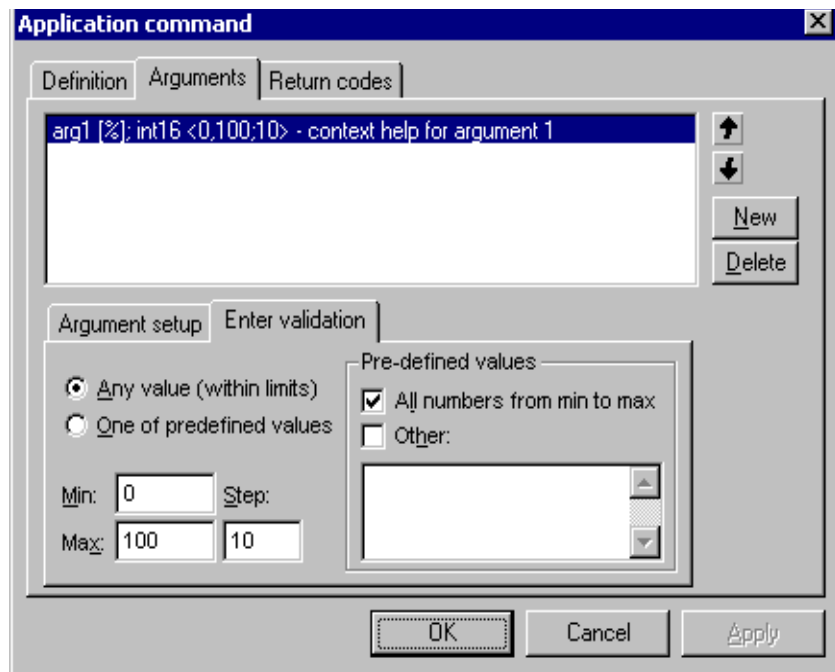 Application command
Definition Arguments Return codes
arg1 [%]; int16 <0,100;10> - context help for argument 1
New
Delete
Argument setup Enter validation
Any value (within limits)
One of predefined values
Pre-defined values
All numbers from min to max
Other:
Min: 0 Step:
Max: 100 10
OK Cancel Apply